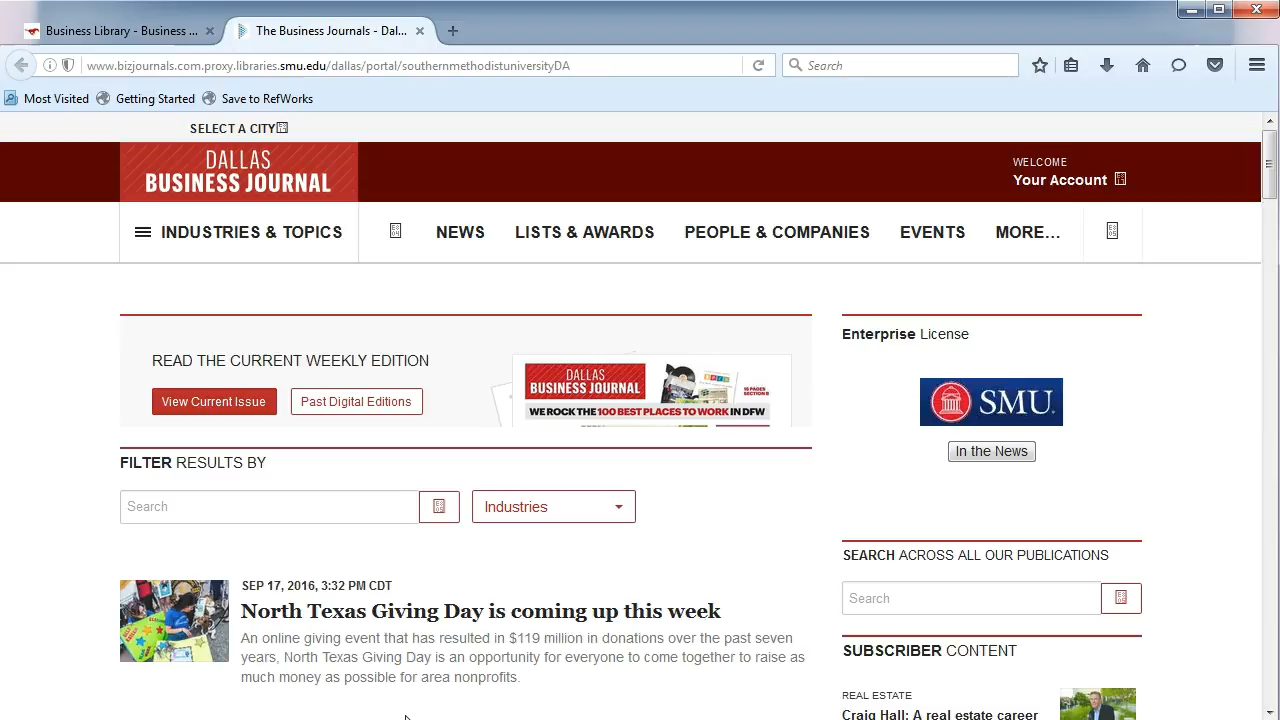 Business Library - Business ...
The Business Journals - Dal...
www.bizjournals.com.proxy.libraries.smu.edu/dallas/portal/southernmethodistuniversityDA
Search
Most Visited
Getting Started
Save to RefWorks
SELECT A CITY
DALLAS
BUSINESS JOURNAL
WELCOME
Your Account
INDUSTRIES & TOPICS
NEWS
LISTS & AWARDS
PEOPLE & COMPANIES
EVENTS
MORE...
READ THE CURRENT WEEKLY EDITION
View Current Issue
Past Digital Editions
DALLAS
BUSINESS JOURNAL
16 PAGES
SECTION B
WE ROCK THE 100 BEST PLACES TO WORK IN DFW
Enterprise License
SMU
In the News
FILTER RESULTS BY
Search
Industries
SEP 17, 2016, 3:32 PM CDT
North Texas Giving Day is coming up this week
An online giving event that has resulted in $119 million in donations over the past seven
years, North Texas Giving Day is an opportunity for everyone to come together to raise as
much money as possible for area nonprofits.
SEARCH ACROSS ALL OUR PUBLICATIONS
Search
SUBSCRIBER CONTENT
REAL ESTATE
Craig Hall: A real estate career